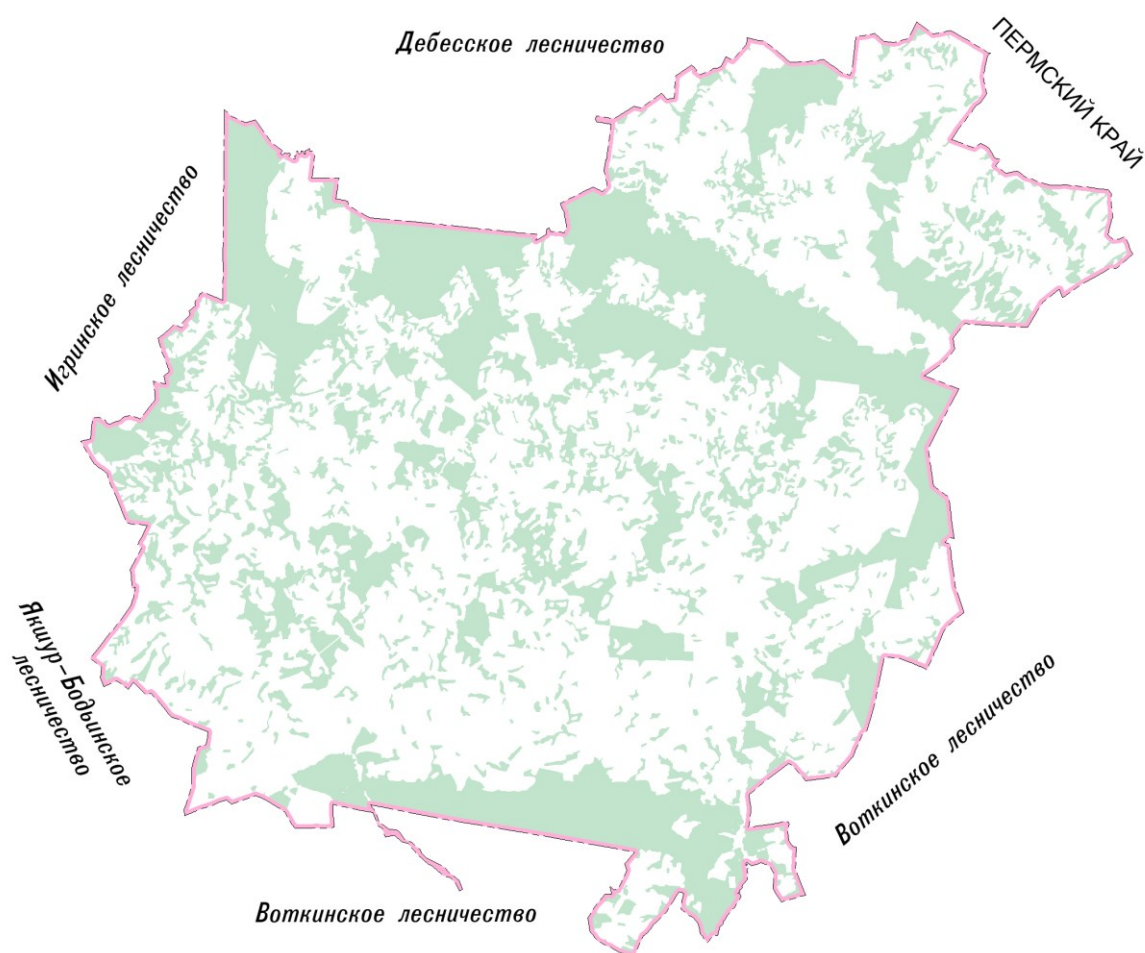 Дебесское лесничество
ПЕРМСКИЙ КРАЙ
Игринское лесничество
Якшур-Бодьинское
лесничество
Воткинское лесничество
Воткинское лесничество